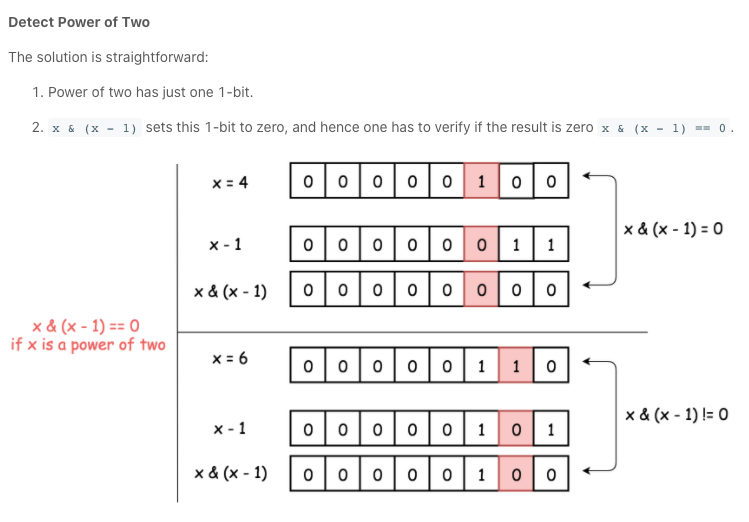 Detect Power of Two
The solution is straightforward:
1. Power of two has just one 1-bit.
2. x & (x - 1) sets this 1-bit to zero, and hence one has to verify if the result is zero x & (x - 1) == 0 .
x = 4 0 0 0 0 0 1 0 0
x - 1 0 0 0 0 0 0 1 1
x & (x - 1) = 0
x & (x - 1) 0 0 0 0 0 0 0 0
x & (x - 1) == 0
if x is a power of two
x = 6 0 0 0 0 0 1 1 0
x - 1 0 0 0 0 0 1 0 1
x & (x - 1) != 0
x & (x - 1) 0 0 0 0 0 1 0 0